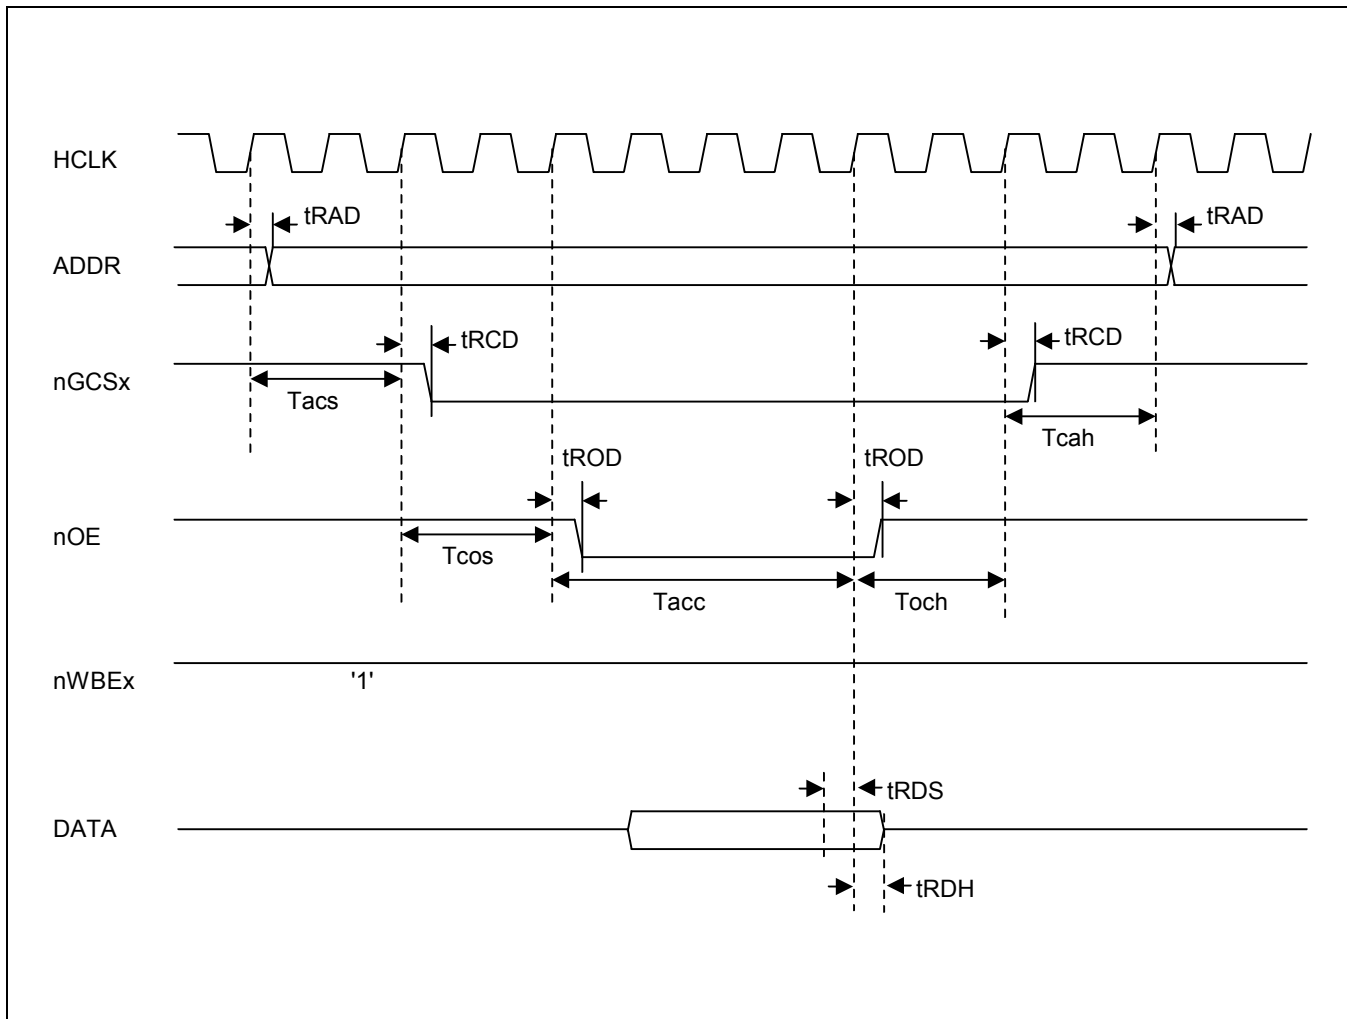 HCLK
tRAD
tRAD
ADDR
tRCD
tRCD
nGCSx
Tacs
Tcah
tROD
tROD
nOE
Tcos
Tacc
Toch
nWBEx
'1'
tRDS
DATA
tRDH